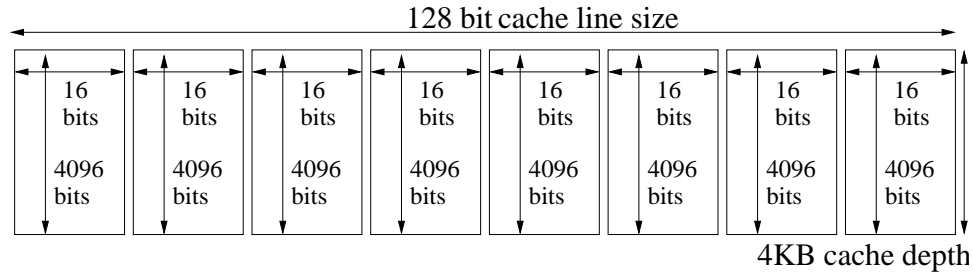 128 bit cache line size
16 16 16 16 16 16 16 16
bits bits bits bits bits bits bits bits
4096 4096 4096 4096 4096 4096 4096 4096
bits bits bits bits bits bits bits bits
4KB cache depth